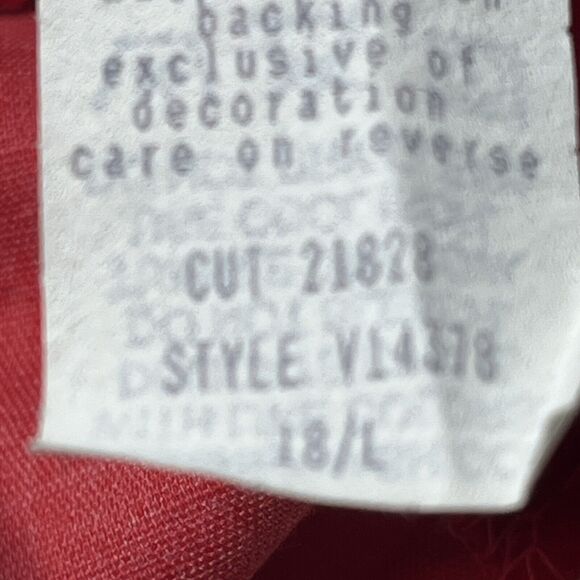 backing
exclusive of
decoration
care on reverse
CUT 21828
STYLE V14378
18/L